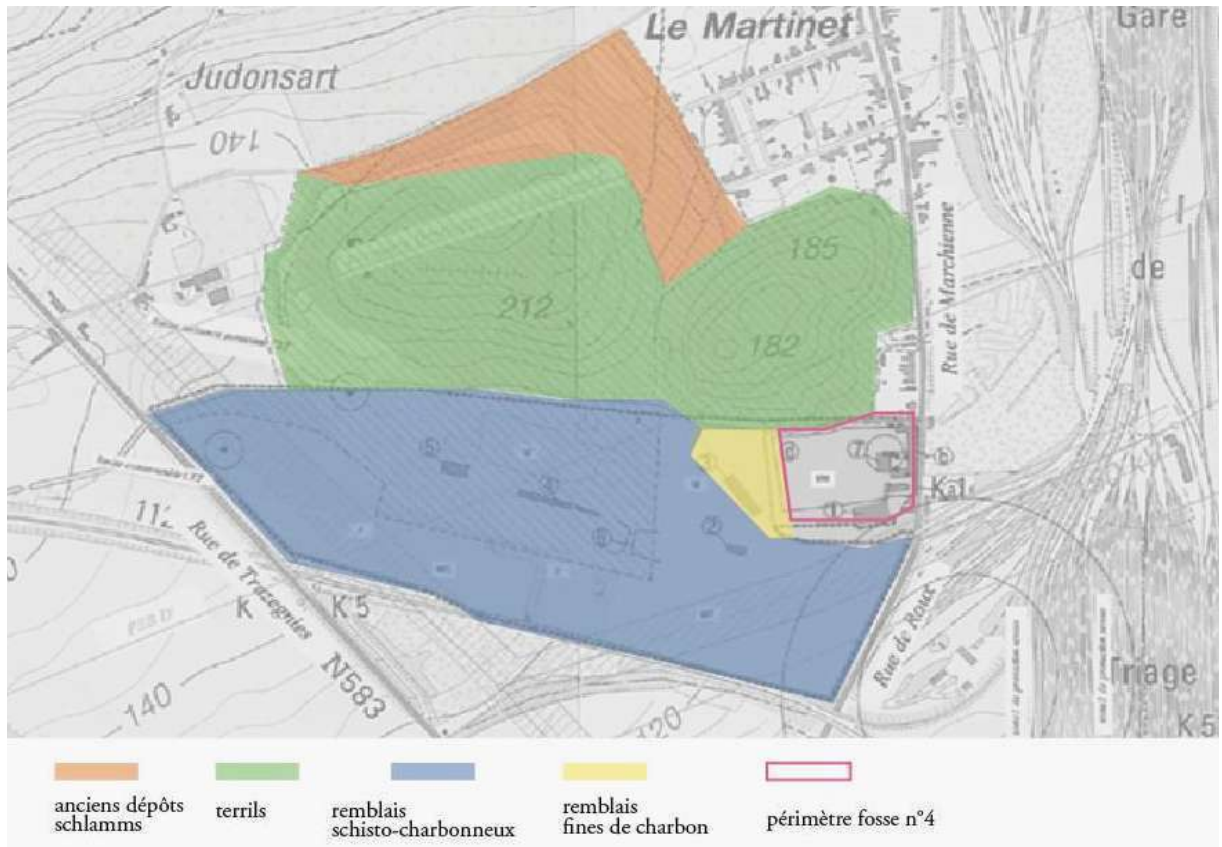 Le Martinet
Gare
Judonsart
140
185
212
de
Rue de Marchienne
182
Rue de Trazegnies
K
K 5
N583
140
120
Rue de Roux
Triage
K 5
anciens dépôts
schlamms
terrils
remblais
schisto-charbonneux
remblais
fines de charbon
périmètre fosse n°4